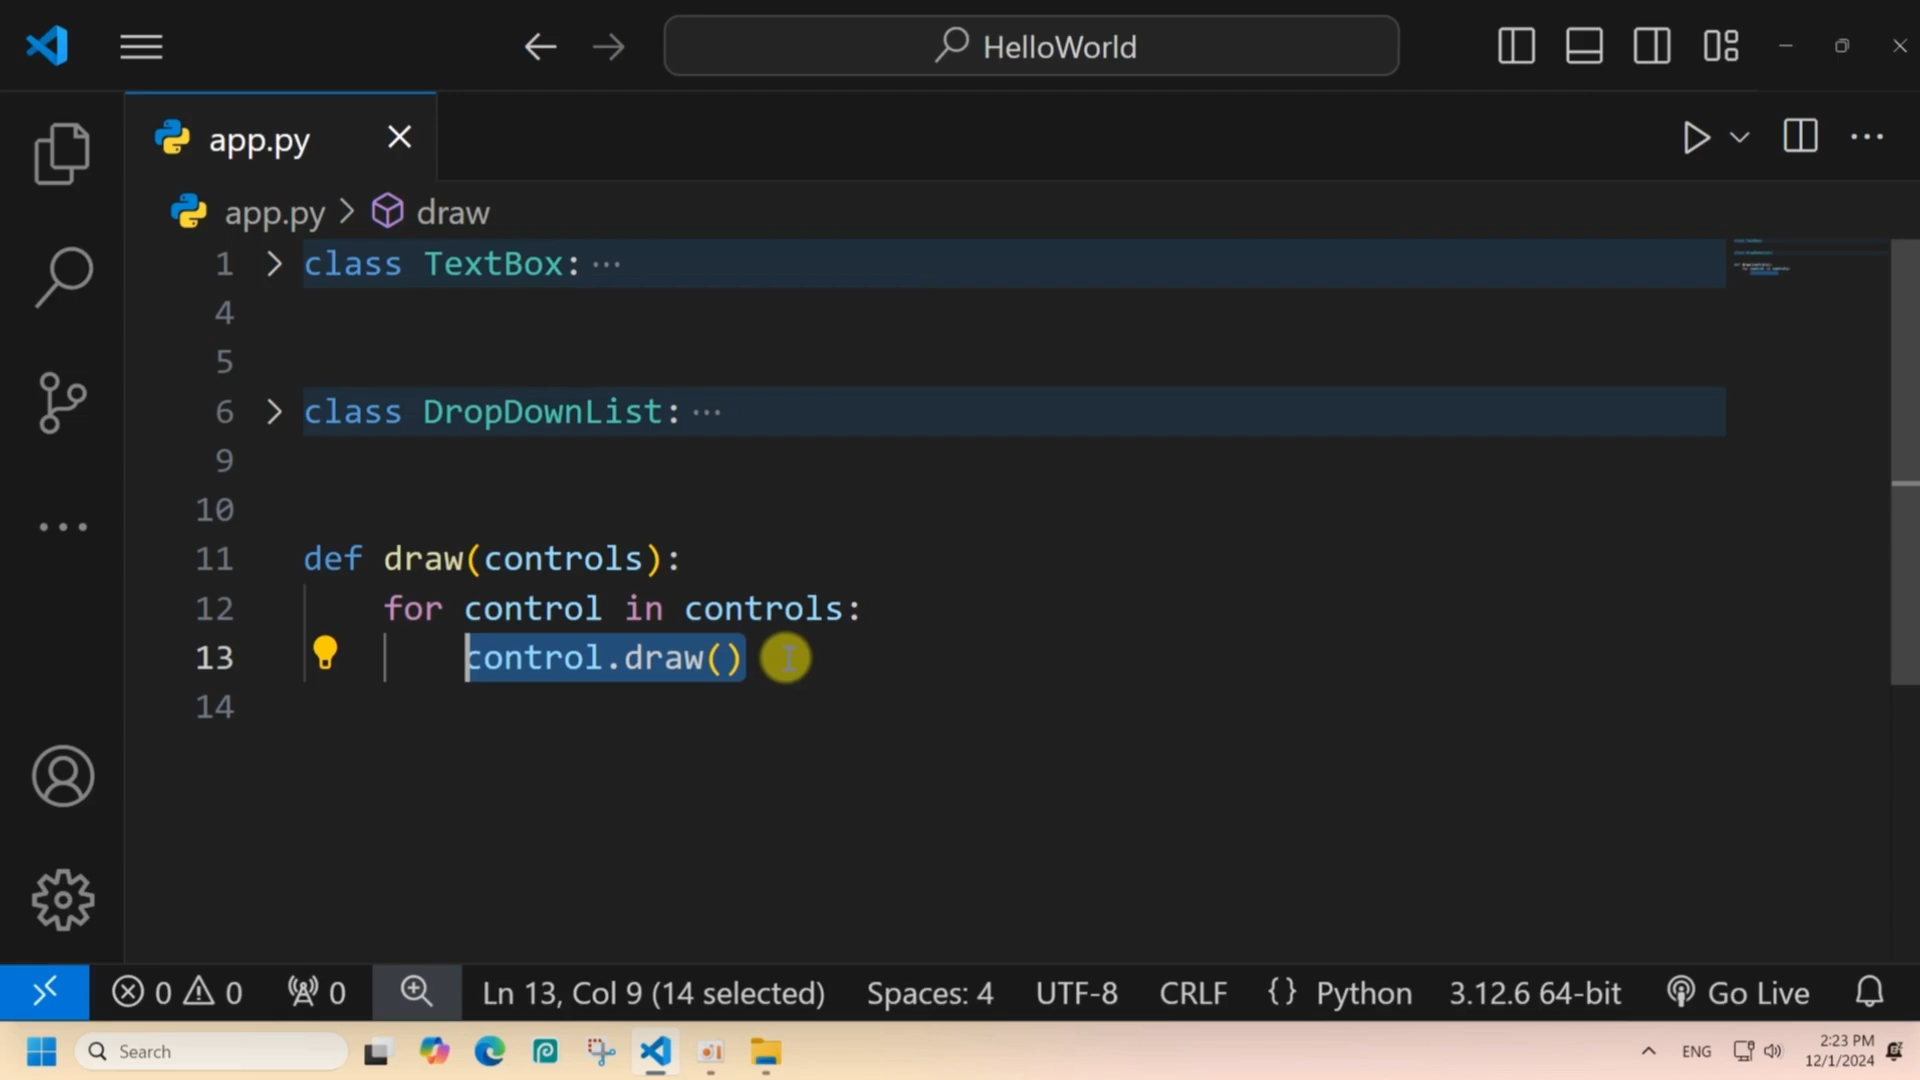 HelloWorld
app.py
app.py > draw
1 > class TextBox: ···
4
5
6 > class DropDownList: ···
9
10
11 def draw(controls):
12 for control in controls:
13 control.draw()
14
0 0 0 Ln 13, Col 9 (14 selected) Spaces: 4 UTF-8 CRLF {} Python 3.12.6 64-bit Go Live
Search ENG 2:23 PM
12/1/2024